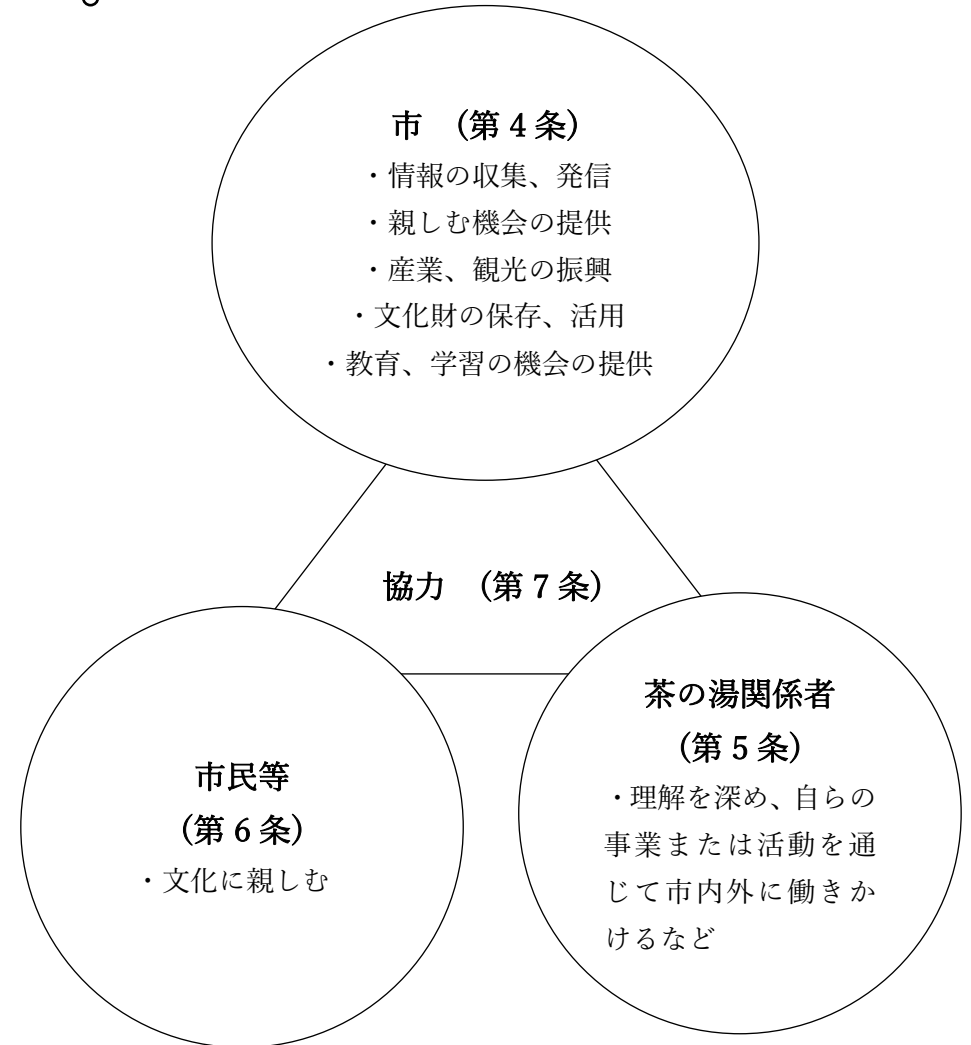 市　（第４条）
・情報の収集、発信
・親しむ機会の提供
・産業、観光の振興
・文化財の保存、活用
・教育、学習の機会の提供
協力　（第７条）
市民等
（第６条）
・文化に親しむ
茶の湯関係者
（第５条）
・理解を深め、自らの
事業または活動を通
じて市内外に働きか
けるなど